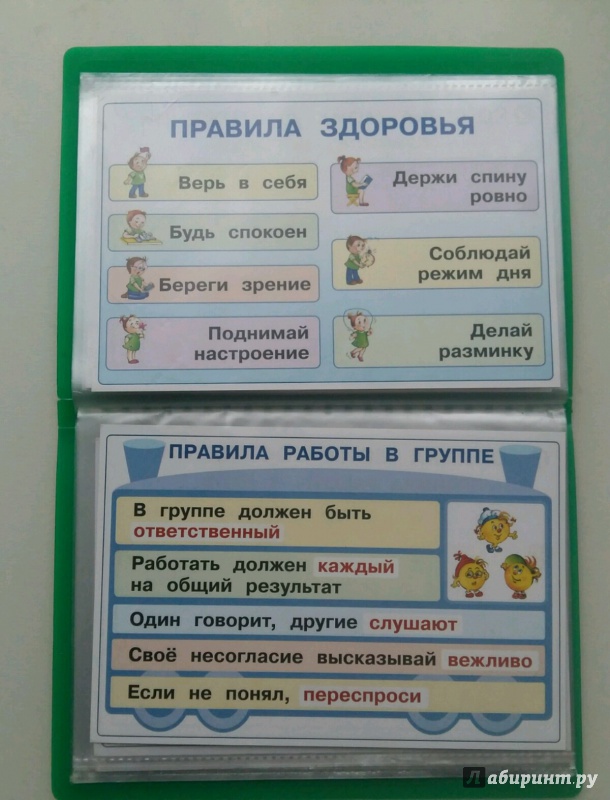 ПРАВИЛА ЗДОРОВЬЯ
Верь в себя
Будь спокоен
Береги зрение
Поднимай
настроение
Держи спину
ровно
Соблюдай
режим дня
Делай
разминку
ПРАВИЛА РАБОТЫ В ГРУППЕ
В группе должен быть
ответственный
Работать должен каждый
на общий результат
Один говорит, другие слушают
Своё несогласие высказывай вежливо
Если не понял, переспроси
Лабиринт.ру